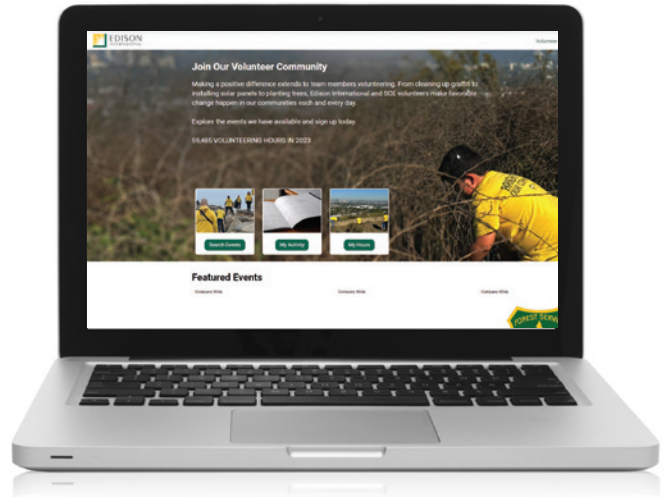 EDISON
INTERNATIONAL
Volunteer
Join Our Volunteer Community
Making a positive difference extends to team members volunteering. From cleaning up graffiti to
installing solar panels to planting trees, Edison International and SCE volunteers make favorable
change happen in our communities each and every day.
Explore the events we have available and sign up today.
59,485 VOLUNTEERING HOURS IN 2023
Search Events
My Activity
My Hours
Featured Events
Company Wide
Company Wide
Company Wide
FOREST SERV